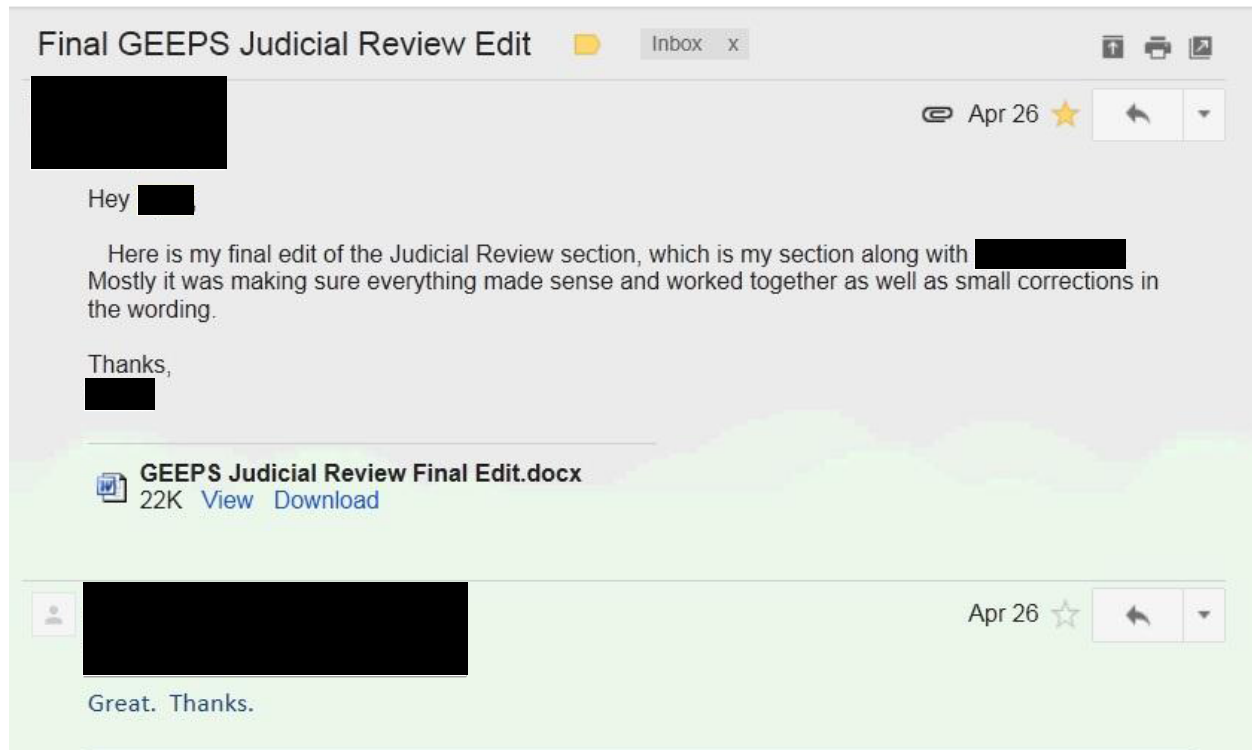 Final GEEPS Judicial Review Edit Inbox x
Apr 26
Hey ,
Here is my final edit of the Judicial Review section, which is my section along with
Mostly it was making sure everything made sense and worked together as well as small corrections in
the wording.
Thanks,
GEEPS Judicial Review Final Edit.docx
22K View Download
Apr 26
Great. Thanks.